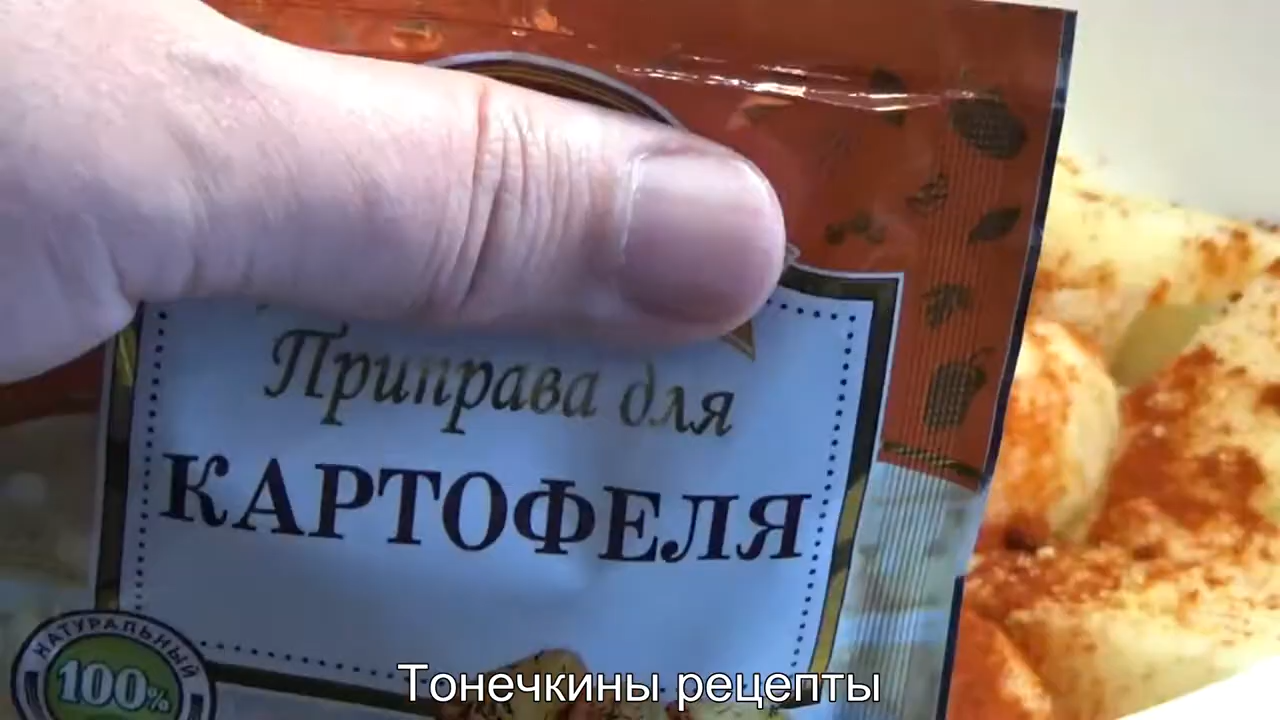 Приправа для
КАРТОФЕЛЯ
НАТУРАЛЬНЫЙ
100%
Тонечкины рецепты